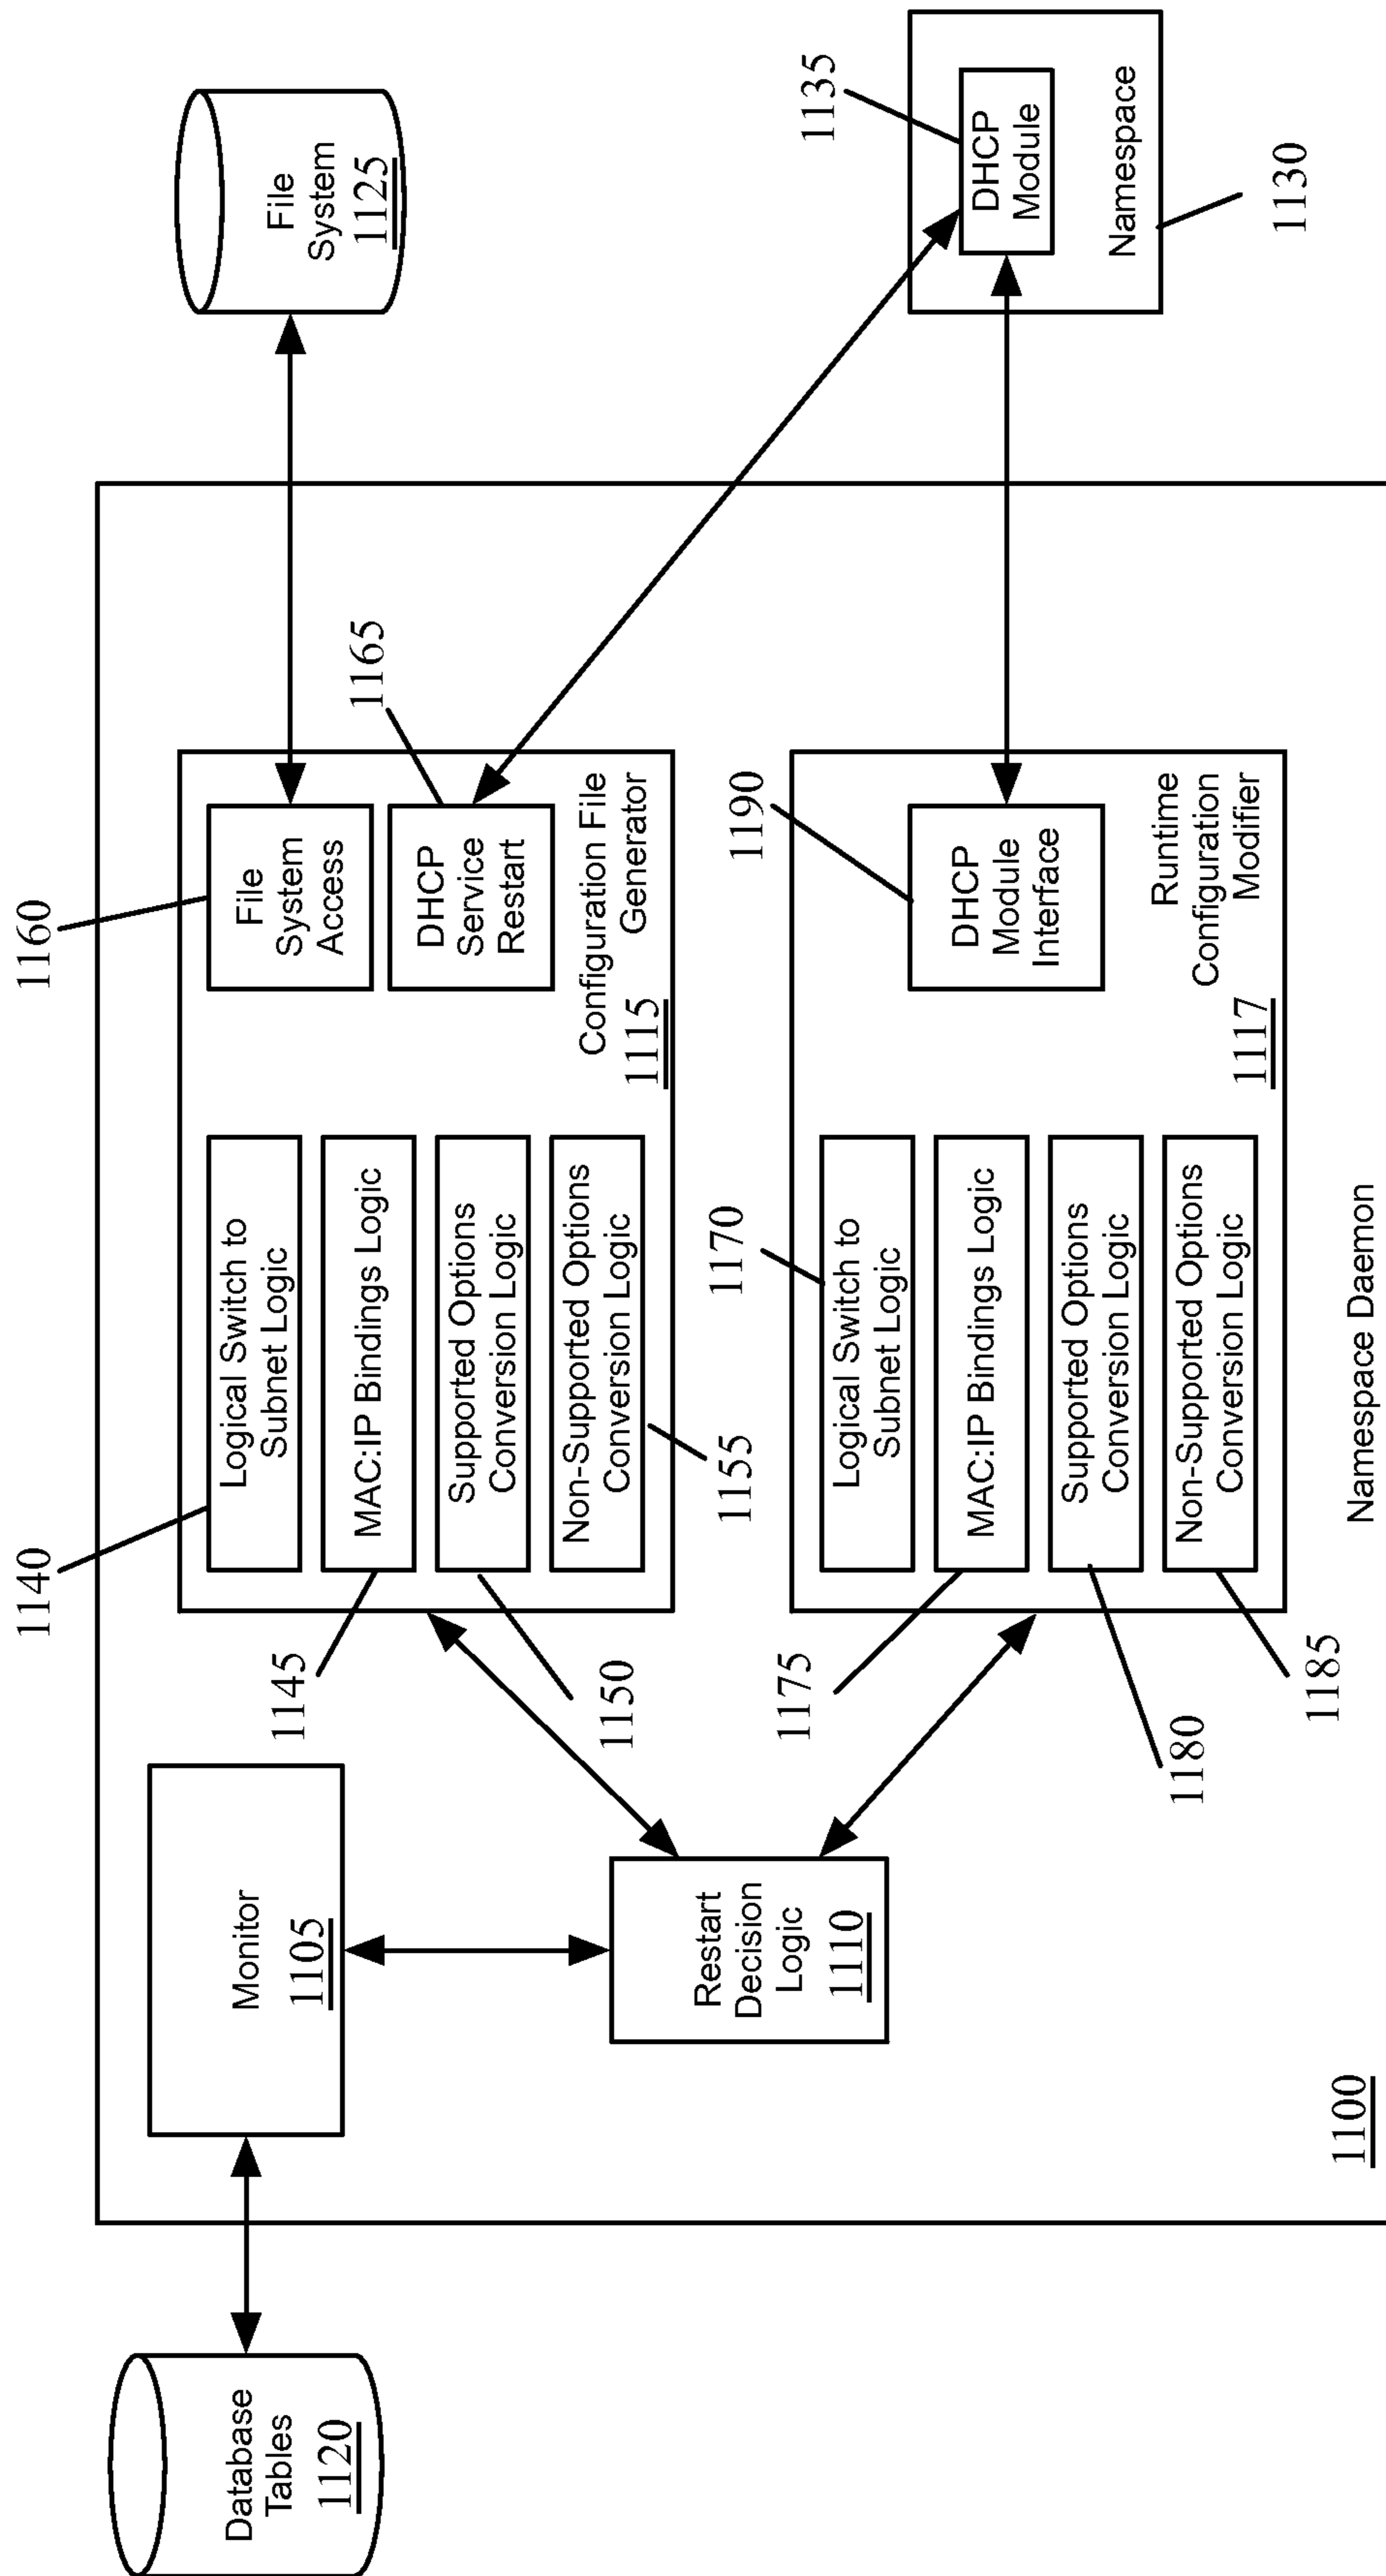 Database
Tables
1120
Monitor
1105
Restart
Decision
Logic
1110
1100
Namespace Daemon
1140
Logical Switch to
Subnet Logic
1145
MAC:IP Bindings Logic
1150
Supported Options
Conversion Logic
1155
Non-Supported Options
Conversion Logic
1160
File
System
Access
1165
DHCP
Service
Restart
Configuration File
Generator
1115
1170
Logical Switch to
Subnet Logic
1175
MAC:IP Bindings Logic
1180
Supported Options
Conversion Logic
1185
Non-Supported Options
Conversion Logic
1190
DHCP
Module
Interface
Runtime
Configuration
Modifier
1117
File
System
1125
1135
DHCP
Module
Namespace
1130